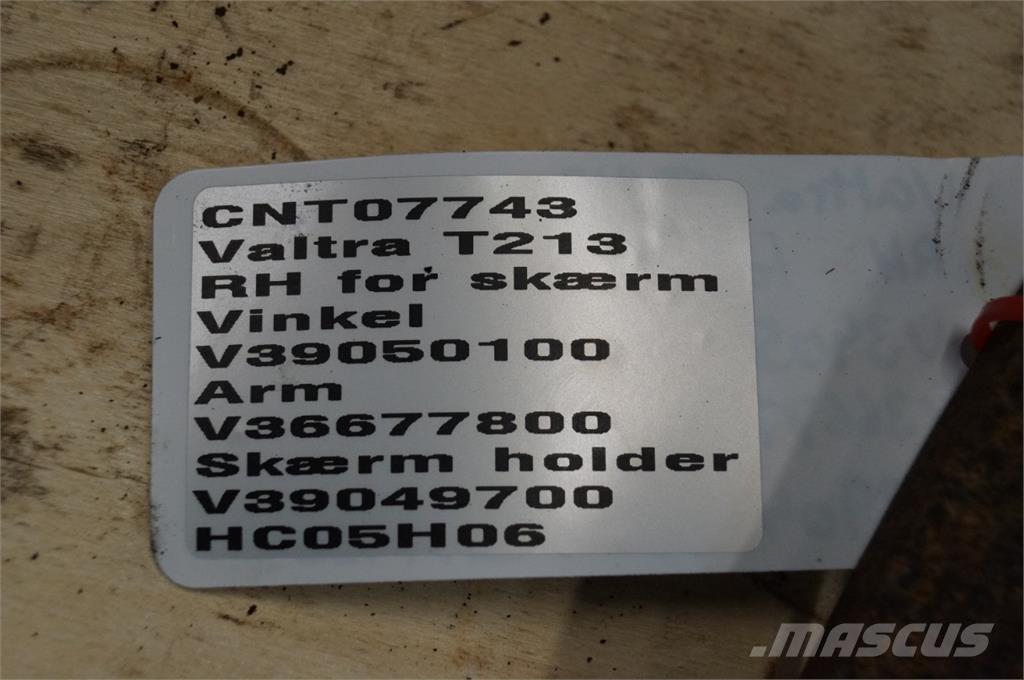 CNT07743
Valtra T213
RH for skærm
Vinkel
V39050100
Arm
V36677800
Skærm holder
V39049700
HC05H06
.MASCUS